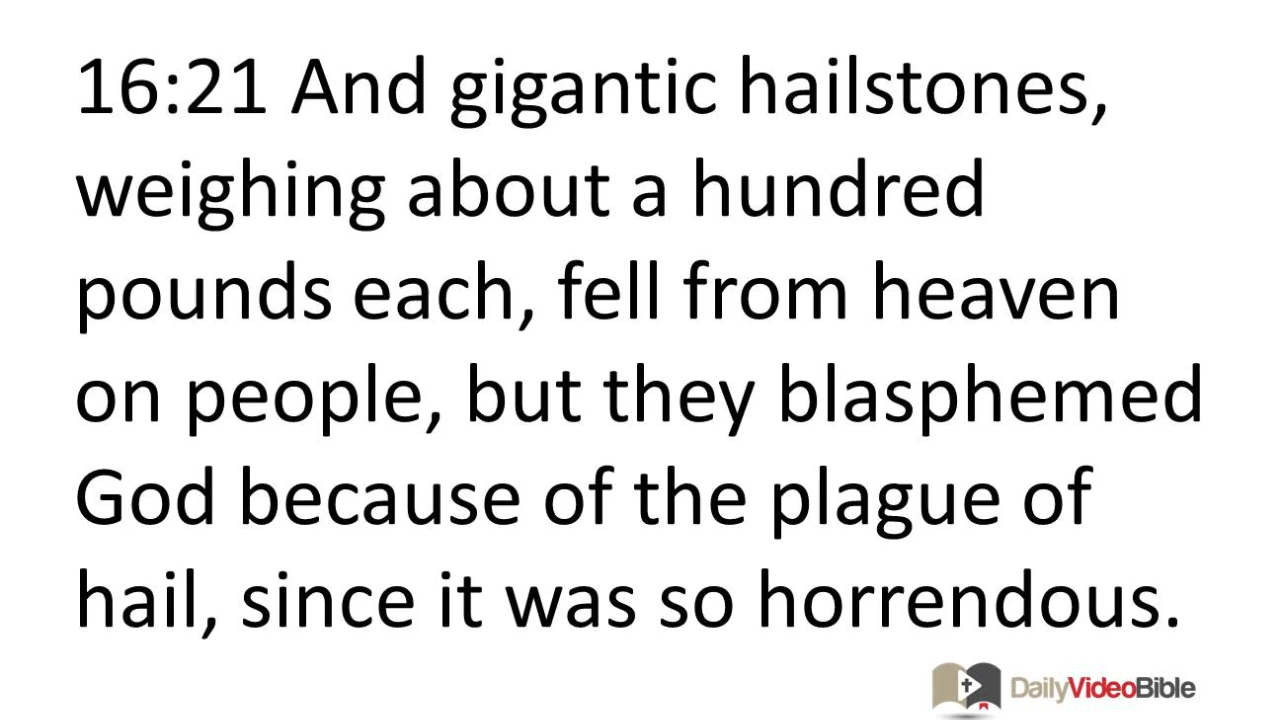 16:21 And gigantic hailstones,
weighing about a hundred
pounds each, fell from heaven
on people, but they blasphemed
God because of the plague of
hail, since it was so horrendous.
DailyVideoBible